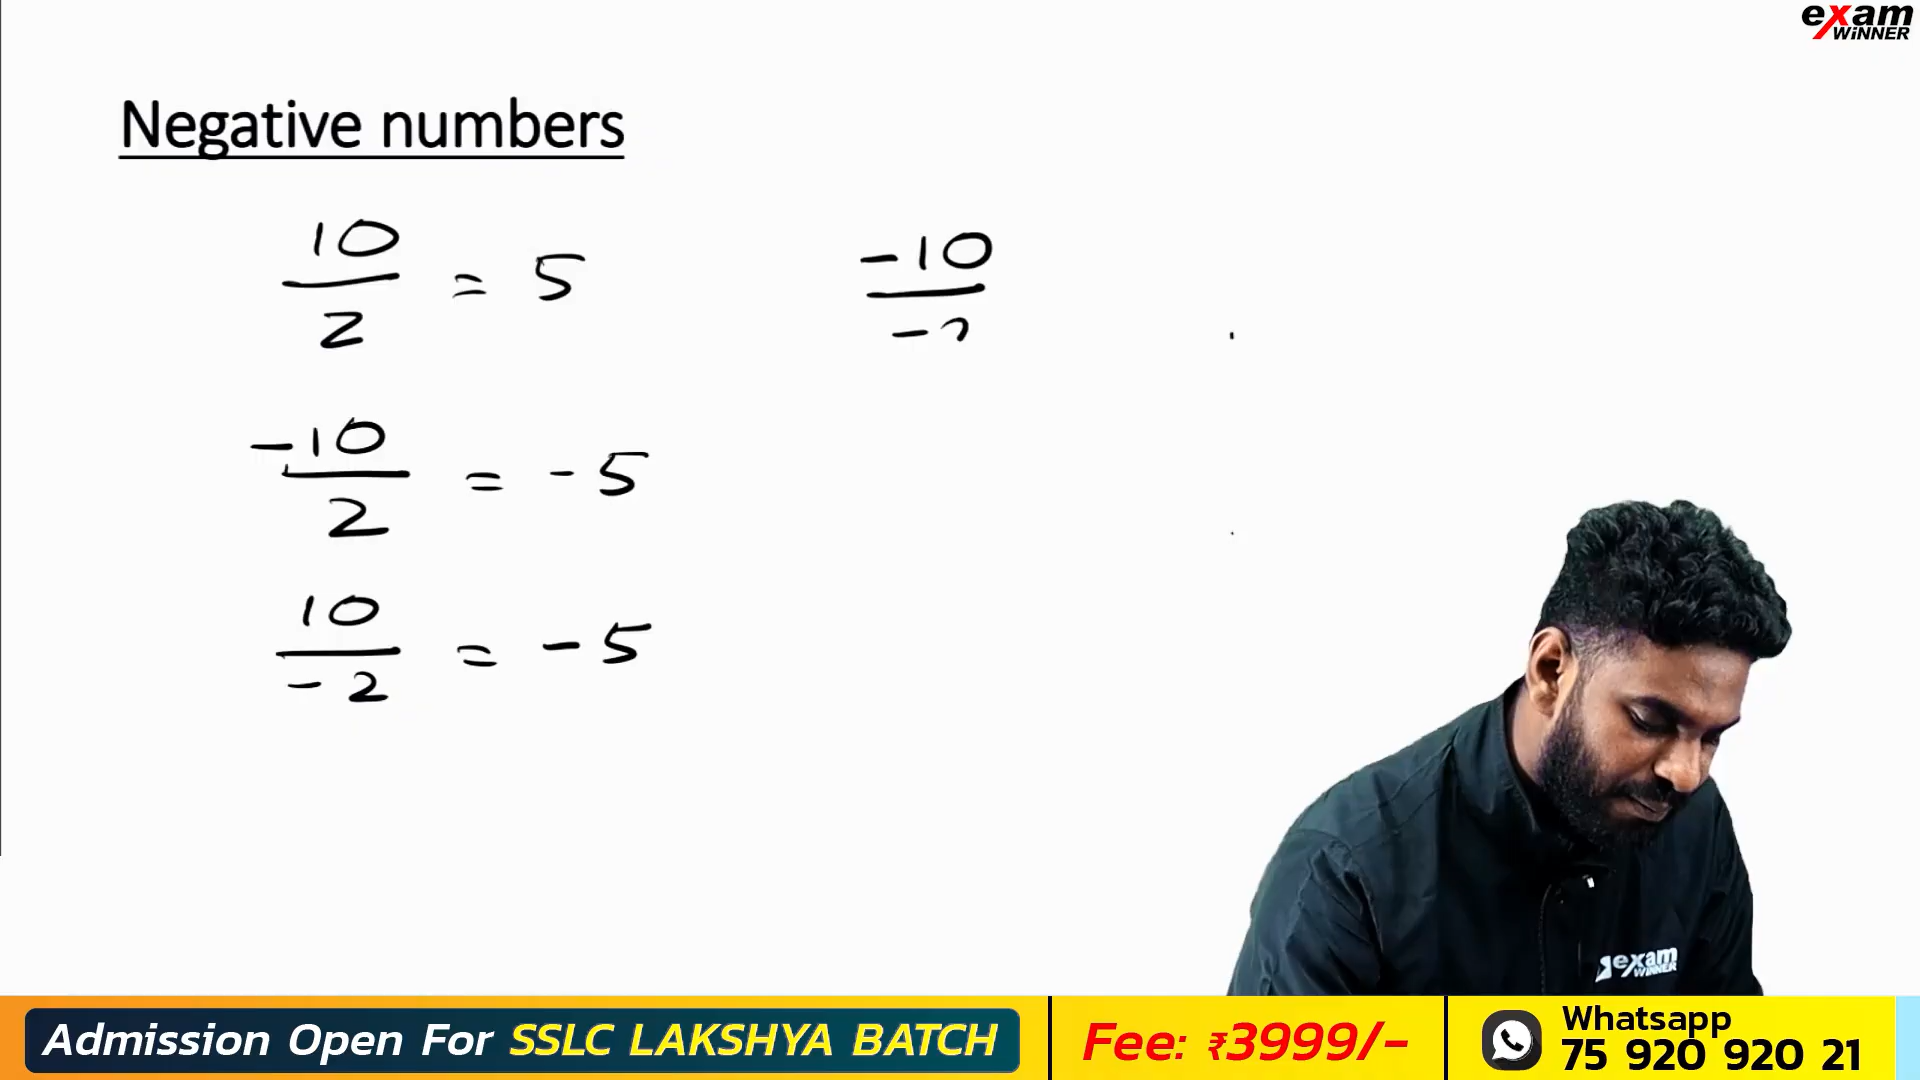 exam
WINNER
Negative numbers
10/2 = 5
-10/2 = -5
10/-2 = -5
-10/-2
exam
WINNER
Admission Open For SSLC LAKSHYA BATCH
Fee: ₹3999/-
Whatsapp
75 920 920 21